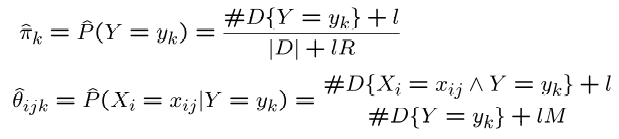 π̂_k = P̂(Y = y_k) = (#D{Y = y_k} + l) / (|D| + lR)
θ̂_ijk = P̂(X_i = x_ij | Y = y_k) = (#D{X_i = x_ij ∧ Y = y_k} + l) / (#D{Y = y_k} + lM)